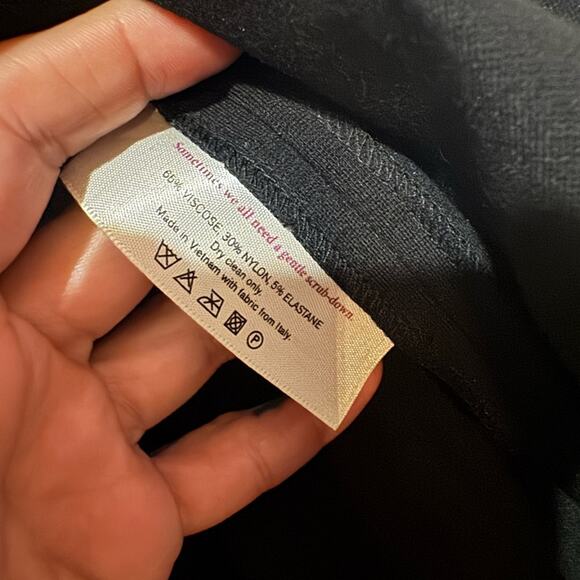 Sometimes we all need a gentle scrub-down.
65% VISCOSE, 30% NYLON, 5% ELASTANE
Dry clean only.
Made in Vietnam with fabric from Italy.
P